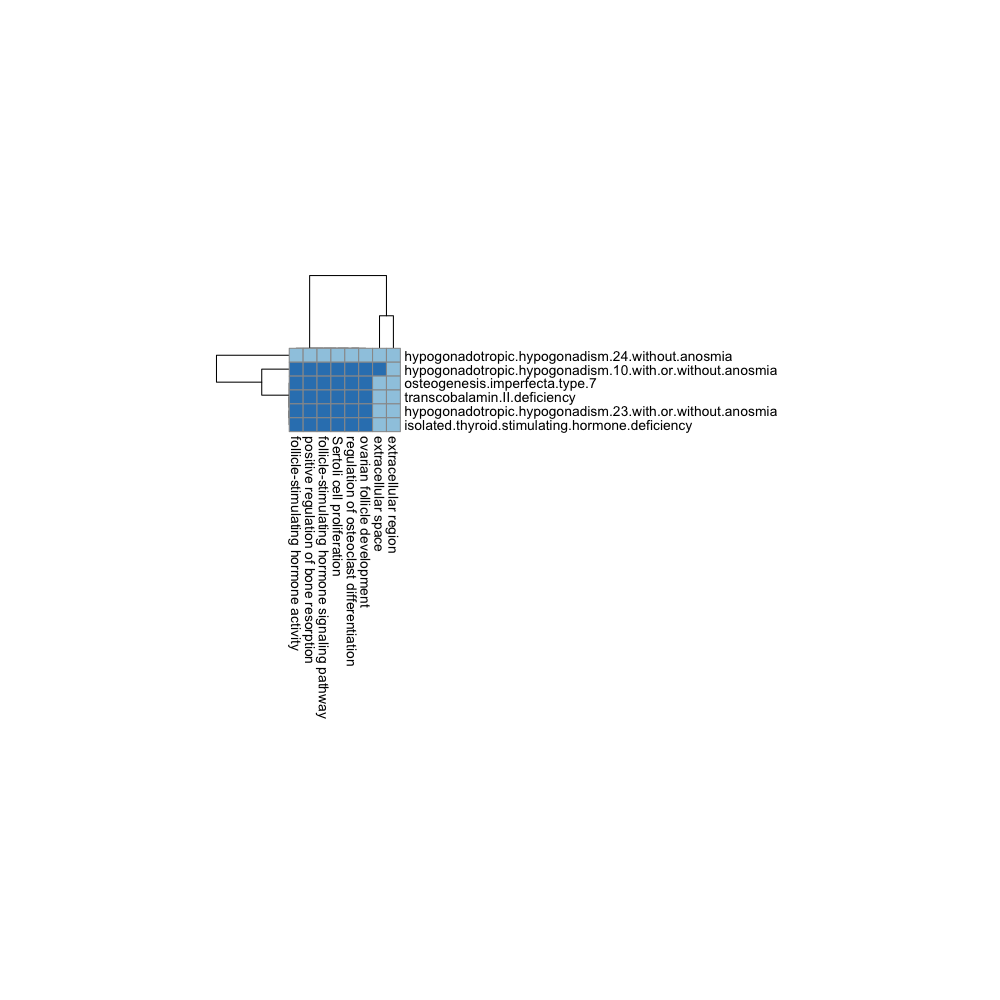 hypogonadotropic.hypogonadism.24.without.anosmia
hypogonadotropic.hypogonadism.10.with.or.without.anosmia
osteogenesis.imperfecta.type.7
transcobalamin.II.deficiency
hypogonadotropic.hypogonadism.23.with.or.without.anosmia
isolated.thyroid.stimulating.hormone.deficiency
follicle-stimulating hormone activity
positive regulation of bone resorption
follicle-stimulating hormone signaling pathway
Sertoli cell proliferation
regulation of osteoclast differentiation
ovarian follicle development
extracellular space
extracellular region